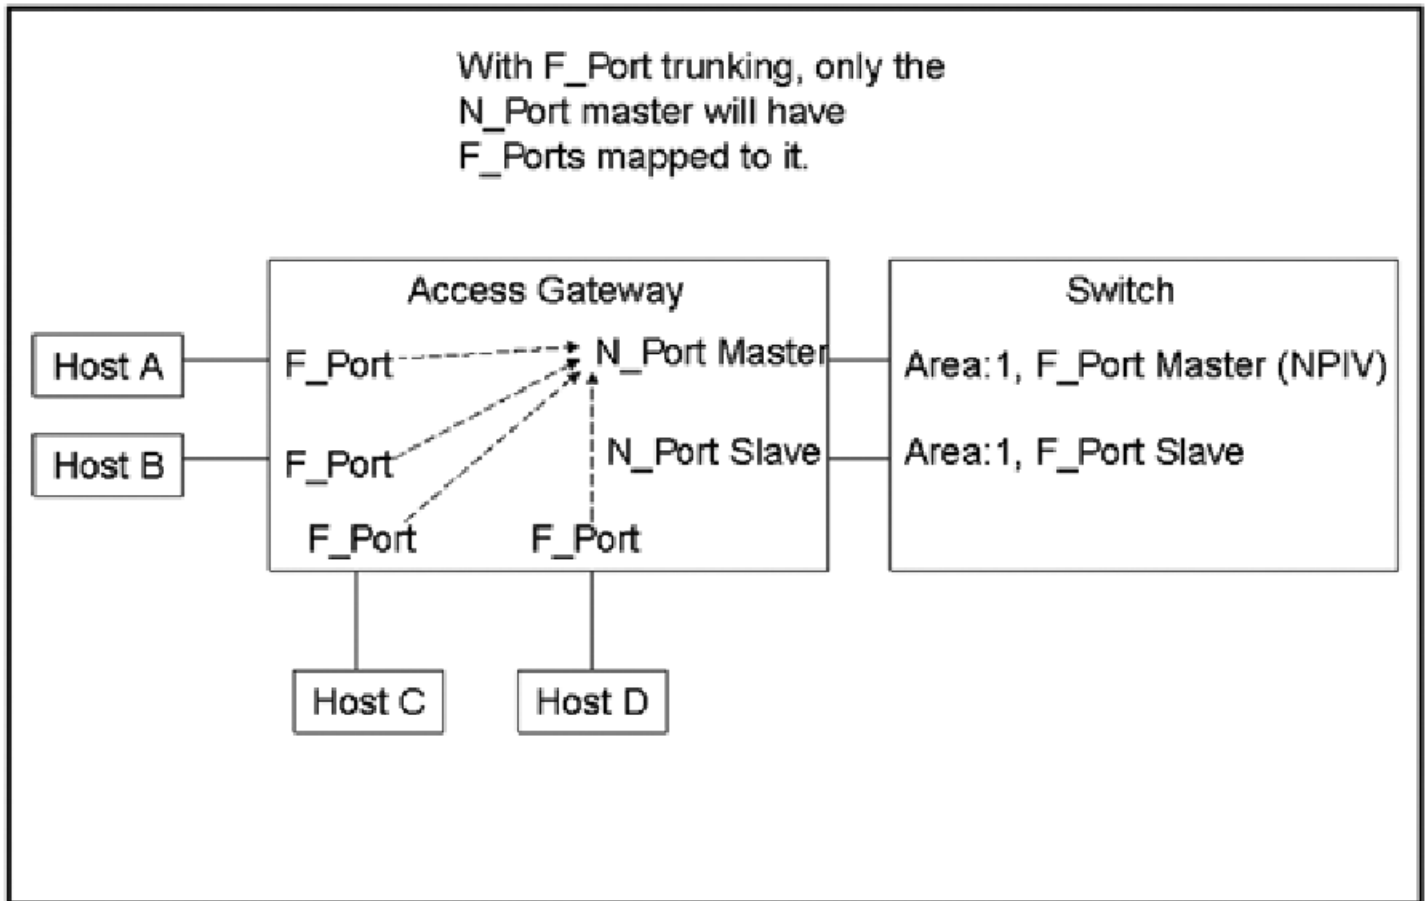 With F_Port trunking, only the
N_Port master will have
F_Ports mapped to it.
Access Gateway
Switch
Host A
F_Port
N_Port Master
Area:1, F_Port Master (NPIV)
Host B
F_Port
N_Port Slave
Area:1, F_Port Slave
F_Port
F_Port
Host C
Host D